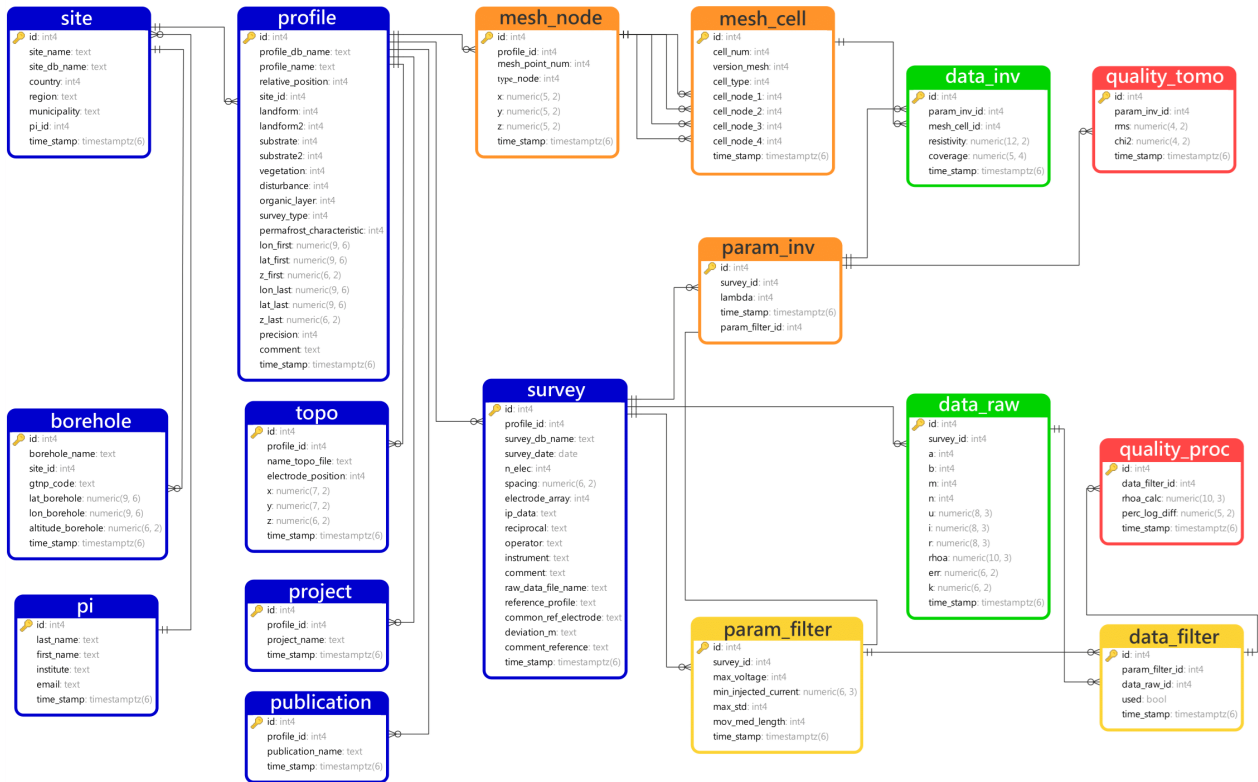 site
id: int4
site_name: text
site_db_name: text
country: int4
region: text
municipality: text
pi_id: int4
time_stamp: timestamptz(6)
profile
id: int4
profile_db_name: text
profile_name: text
relative_position: int4
site_id: int4
landform: int4
landform2: int4
substrate: int4
substrate2: int4
vegetation: int4
disturbance: int4
organic_layer: int4
survey_type: int4
permafrost_characteristic: int4
lon_first: numeric(9, 6)
lat_first: numeric(9, 6)
z_first: numeric(6, 2)
lon_last: numeric(9, 6)
lat_last: numeric(9, 6)
z_last: numeric(6, 2)
precision: int4
comment: text
time_stamp: timestamptz(6)
mesh_node
id: int4
profile_id: int4
mesh_point_num: int4
type_node: int4
x: numeric(5, 2)
y: numeric(5, 2)
z: numeric(5, 2)
time_stamp: timestamptz(6)
mesh_cell
id: int4
cell_num: int4
version_mesh: int4
cell_type: int4
cell_node_1: int4
cell_node_2: int4
cell_node_3: int4
cell_node_4: int4
time_stamp: timestamptz(6)
data_inv
id: int4
param_inv_id: int4
mesh_cell_id: int4
resistivity: numeric(12, 2)
coverage: numeric(5, 4)
time_stamp: timestamptz(6)
quality_tomo
id: int4
param_inv_id: int4
rms: numeric(4, 2)
chi2: numeric(4, 2)
time_stamp: timestamptz(6)
param_inv
id: int4
survey_id: int4
lambda: int4
time_stamp: timestamptz(6)
param_filter_id: int4
borehole
id: int4
borehole_name: text
site_id: int4
gtnp_code: text
lat_borehole: numeric(9, 6)
lon_borehole: numeric(9, 6)
altitude_borehole: numeric(6, 2)
time_stamp: timestamptz(6)
topo
id: int4
profile_id: int4
name_topo_file: text
electrode_position: int4
x: numeric(7, 2)
y: numeric(7, 2)
z: numeric(6, 2)
time_stamp: timestamptz(6)
survey
id: int4
profile_id: int4
survey_db_name: text
survey_date: date
n_elec: int4
spacing: numeric(6, 2)
electrode_array: int4
ip_data: text
reciprocal: text
operator: text
instrument: text
comment: text
raw_data_file_name: text
reference_profile: text
common_ref_electrode: text
deviation_m: text
comment_reference: text
time_stamp: timestamptz(6)
data_raw
id: int4
survey_id: int4
a: int4
b: int4
m: int4
n: int4
u: numeric(8, 3)
i: numeric(8, 3)
r: numeric(8, 3)
rhoa: numeric(10, 3)
err: numeric(6, 2)
k: numeric(6, 2)
time_stamp: timestamptz(6)
quality_proc
id: int4
data_filter_id: int4
rhoa_calc: numeric(10, 3)
perc_log_diff: numeric(5, 2)
time_stamp: timestamptz(6)
pi
id: int4
last_name: text
first_name: text
institute: text
email: text
time_stamp: timestamptz(6)
project
id: int4
profile_id: int4
project_name: text
time_stamp: timestamptz(6)
publication
id: int4
profile_id: int4
publication_name: text
time_stamp: timestamptz(6)
param_filter
id: int4
survey_id: int4
max_voltage: int4
min_injected_current: numeric(6, 3)
max_std: int4
mov_med_length: int4
time_stamp: timestamptz(6)
data_filter
id: int4
param_filter_id: int4
data_raw_id: int4
used: bool
time_stamp: timestamptz(6)